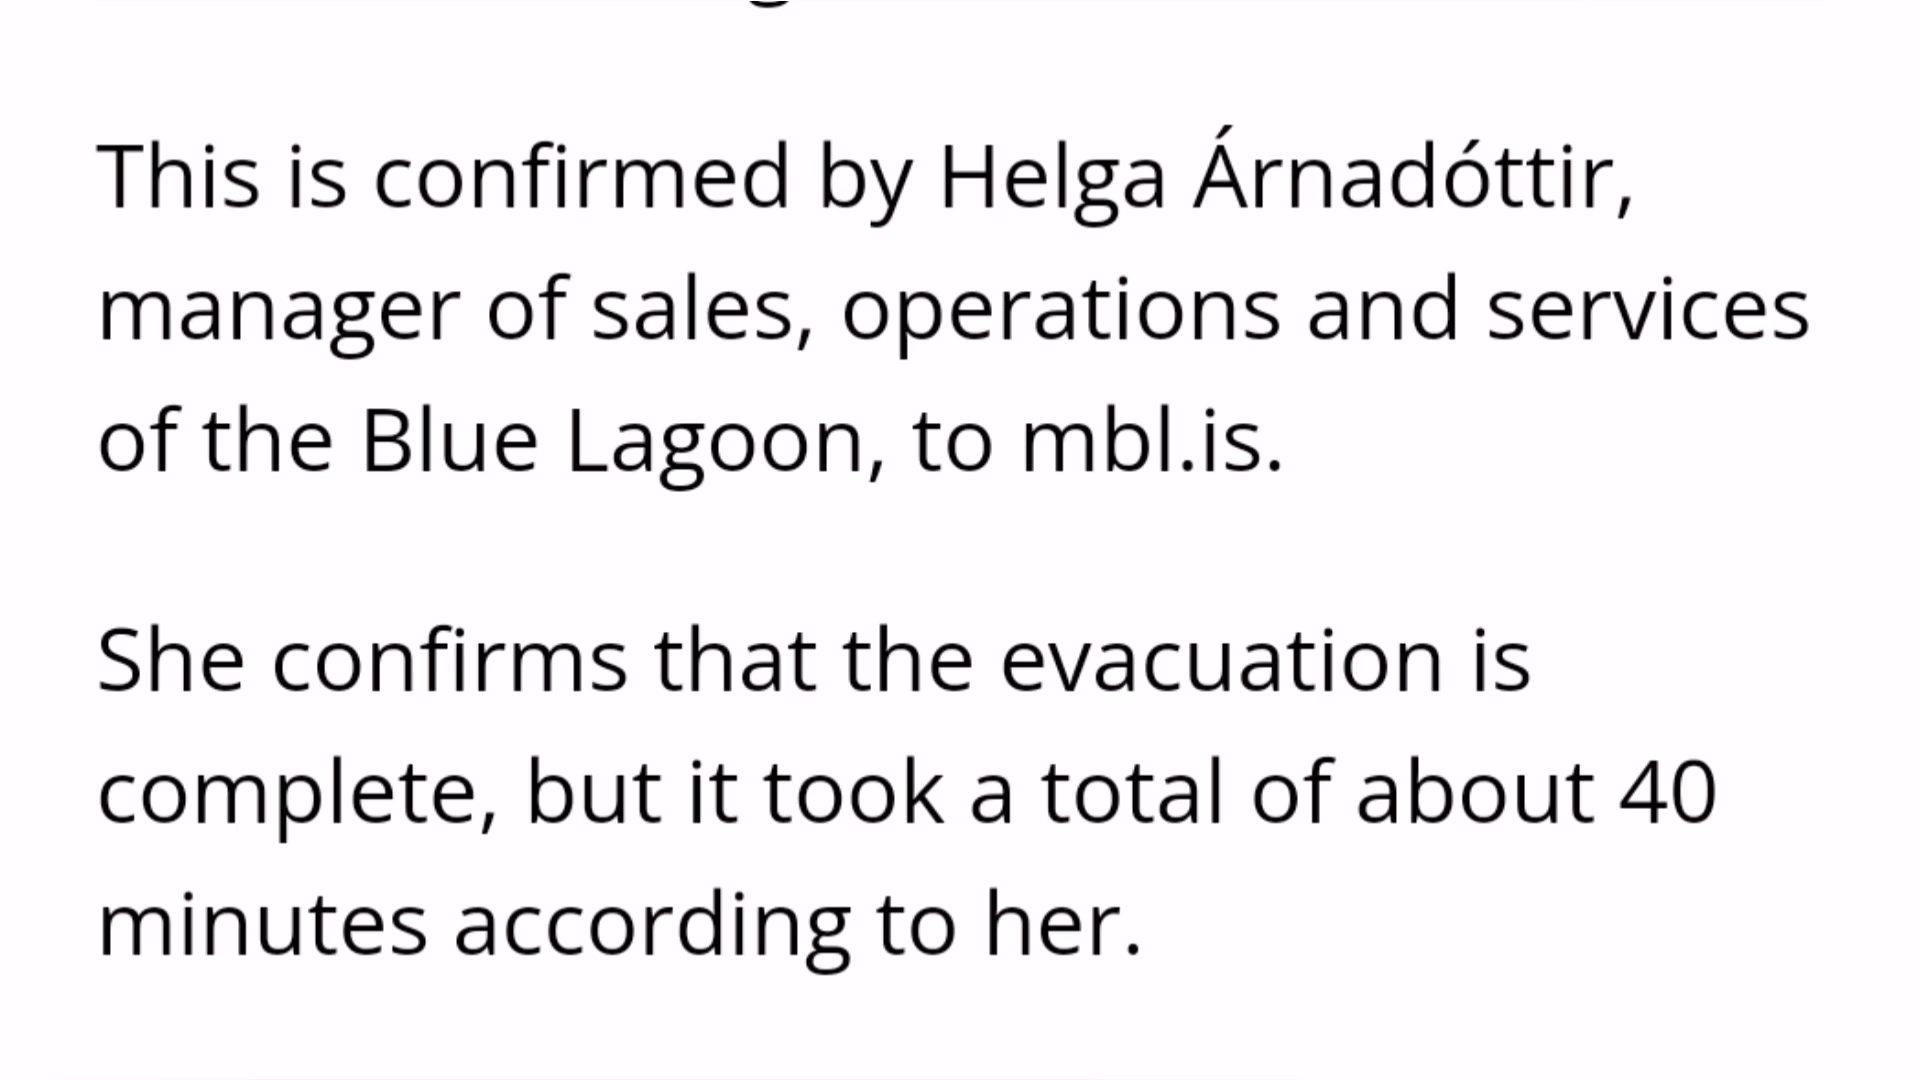 This is confirmed by Helga Árnadóttir,
manager of sales, operations and services
of the Blue Lagoon, to mbl.is.
She confirms that the evacuation is
complete, but it took a total of about 40
minutes according to her.